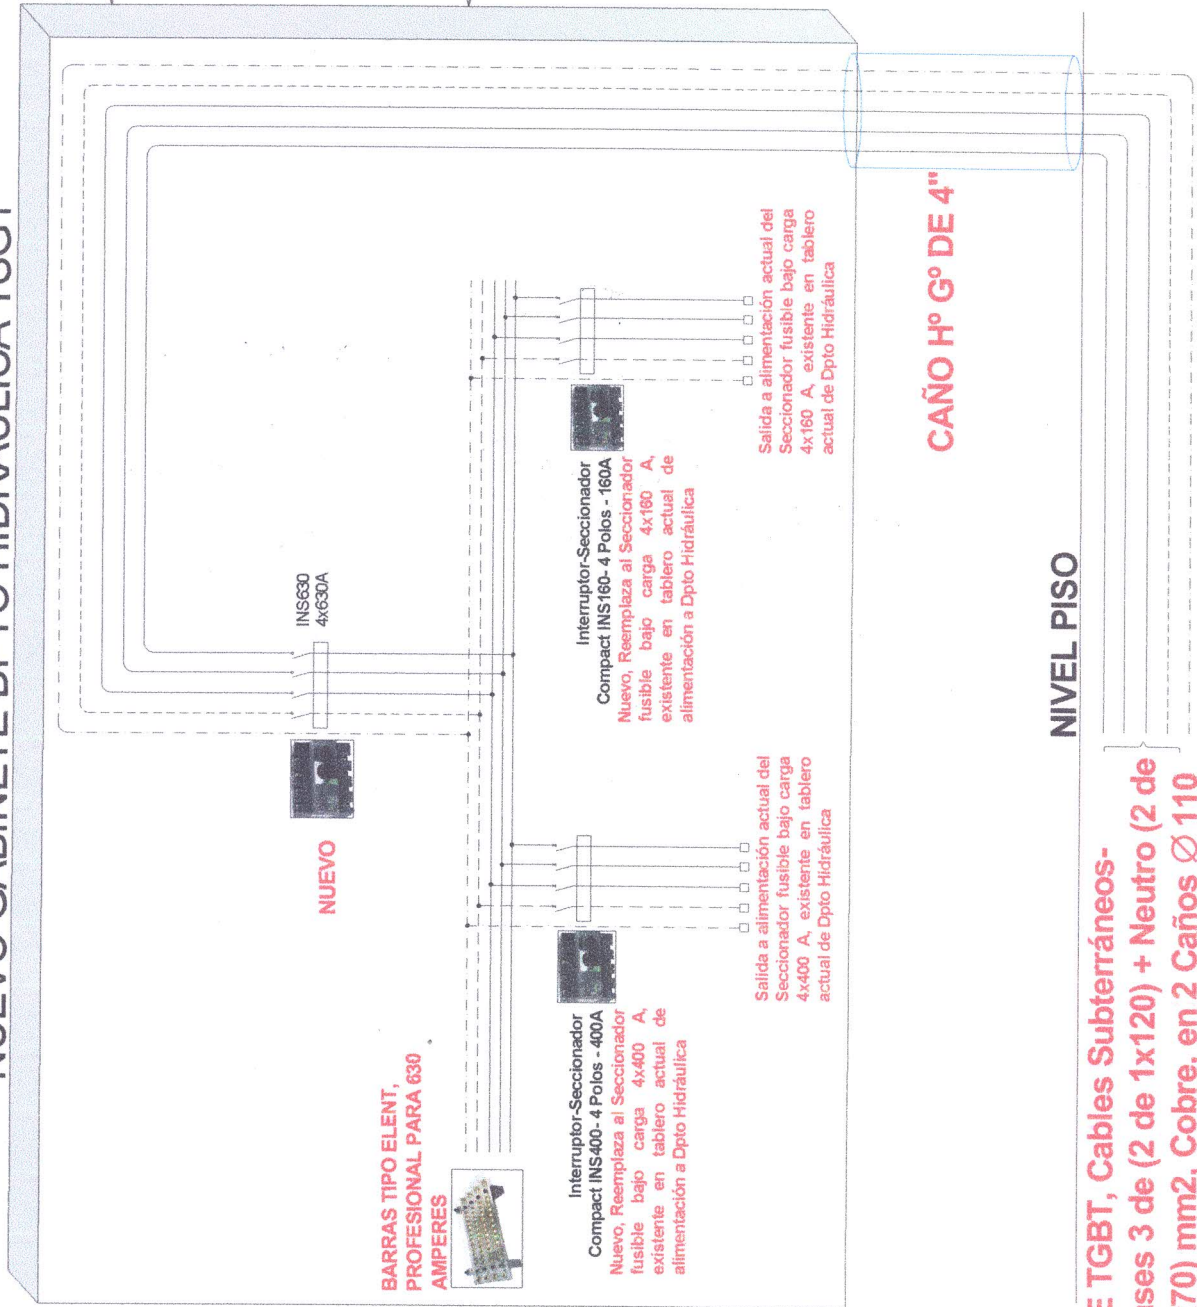 NUEVO GABINETE DPTO HIDRAULICA TSGT
INS630
4x630A
NUEVO
BARRAS TIPO ELENT,
PROFESIONAL PARA 630
AMPERES
Interruptor-Seccionador
Compact INS400- 4 Polos - 400A
Nuevo, Reemplaza al Seccionador
fusible bajo carga 4x400 A,
existente en tablero actual de
alimentación a Dpto Hidráulica
Interruptor-Seccionador
Compact INS160- 4 Polos - 160A
Nuevo, Reemplaza al Seccionador
fusible bajo carga 4x160 A,
existente en tablero actual de
alimentación a Dpto Hidráulica
Salida a alimentación actual del
Seccionador fusible bajo carga
4x400 A, existente en tablero
actual de Dpto Hidráulica
Salida a alimentación actual del
Seccionador fusible bajo carga
4x160 A, existente en tablero
actual de Dpto Hidráulica
CAÑO Hº Gº DE 4"
NIVEL PISO
E TGBT, Cables Subterráneos-
ses 3 de (2 de 1x120) + Neutro (2 de
70) mm2. Cobre. en 2 Caños Ø 110